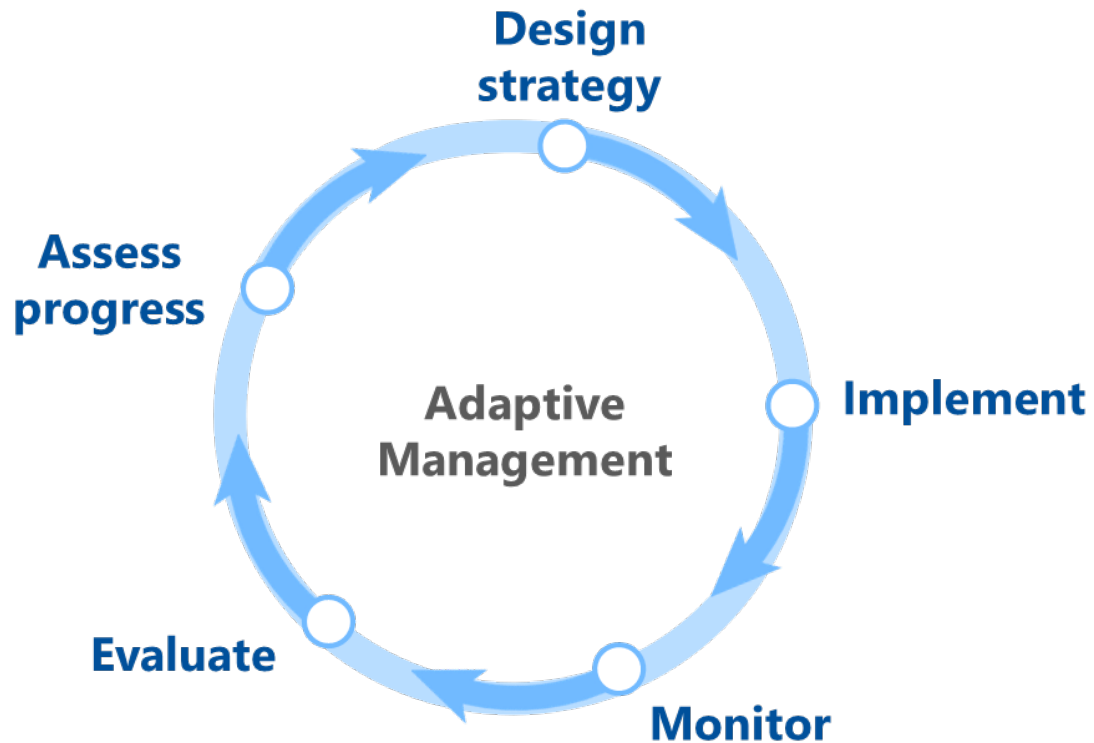 Design
strategy
Implement
Monitor
Evaluate
Assess
progress
Adaptive
Management